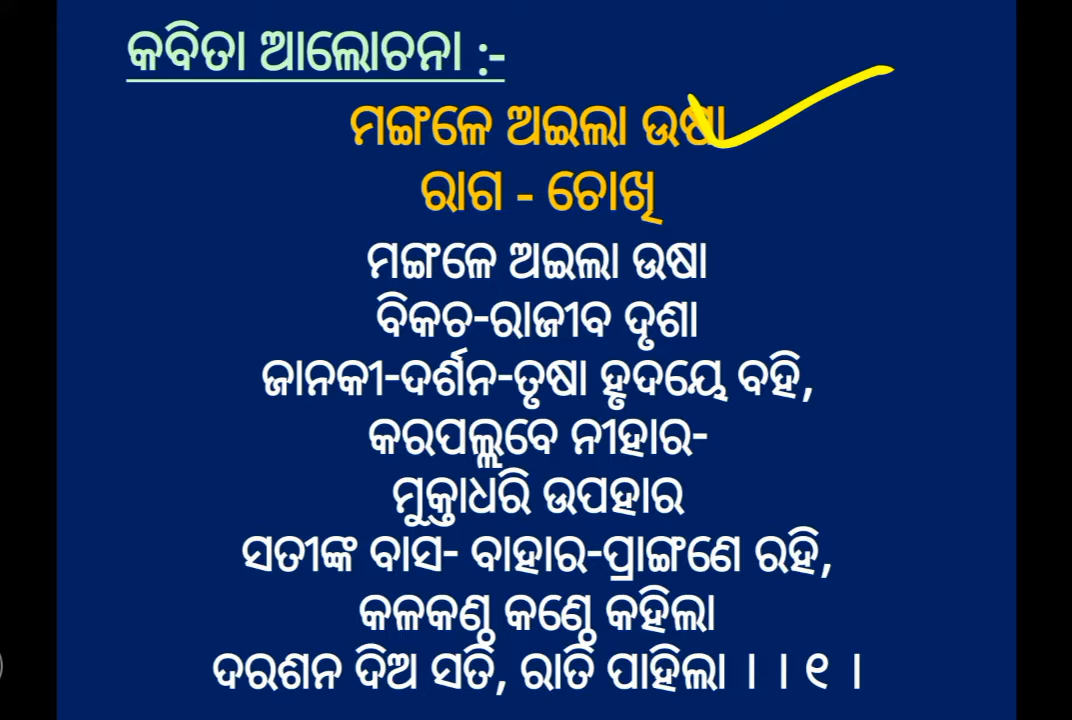 କବିତା ଆଲୋଚନା :-
ମଙ୍ଗଳେ ଅଇଲା ଉଷା
ରାଗ - ଚୋଖି
ମଙ୍ଗଳେ ଅଇଲା ଉଷା
ବିକଚ-ରାଜୀବ ଦୃଶା
ଜାନକୀ-ଦର୍ଶନ-ତୃଷା ହୃଦୟେ ବହି,
କରପଲ୍ଲବେ ନୀହାର-
ମୁକ୍ତାଧରି ଉପହାର
ସତୀଙ୍କ ବାସ- ବାହାର-ପ୍ରାଙ୍ଗଣେ ରହି,
କଳକଣ୍ଠ କଣ୍ଠେ କହିଲା
ଦରଶନ ଦିଅ ସତି, ରାତି ପାହିଲା । । ୧ ।